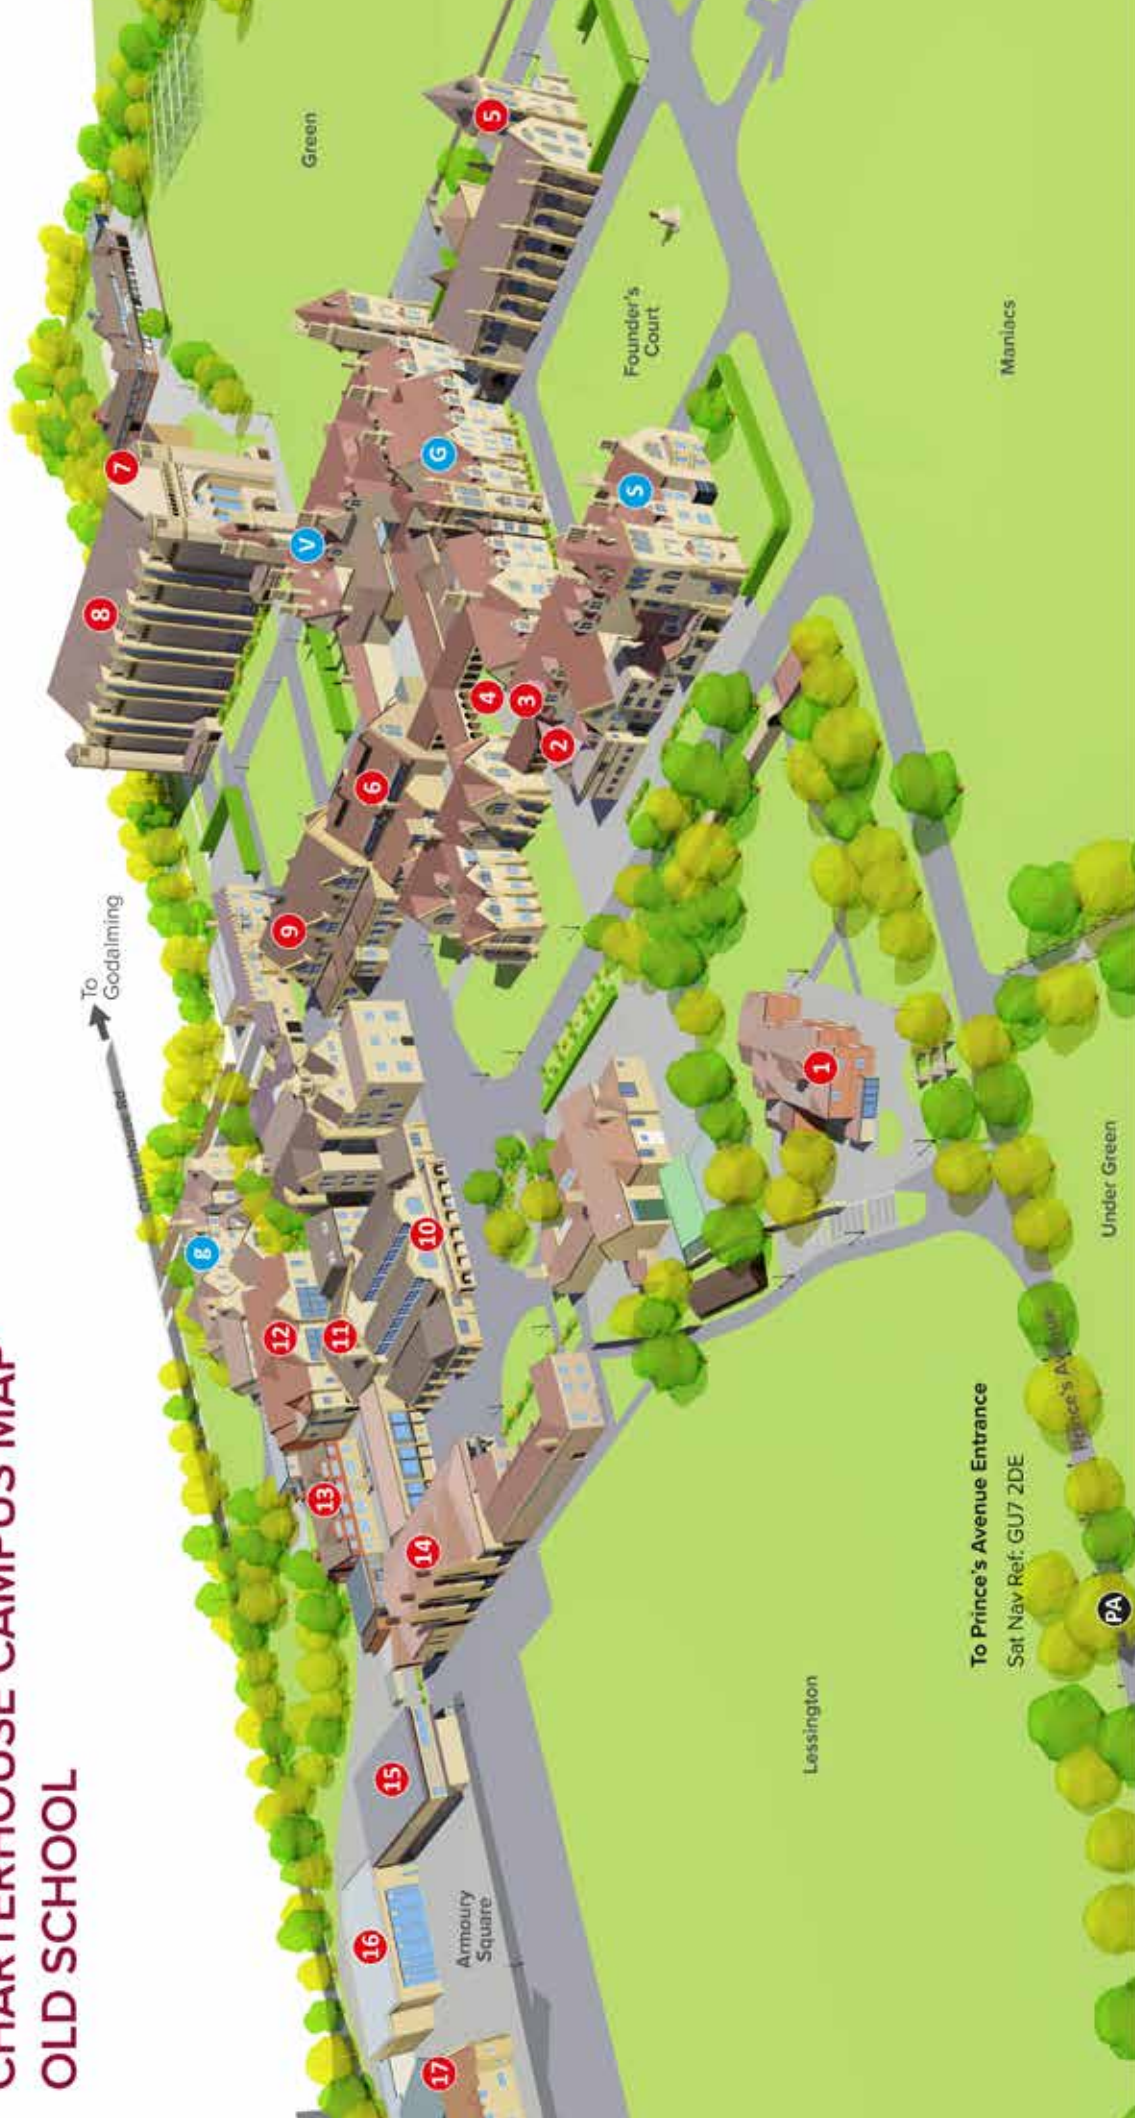 CHARTERHOUSE CAMPUS MAP
OLD SCHOOL
To
Godalming
Green
Founder's
Court
Maniacs
Under Green
Lessington
Armoury
Square
To Prince's Avenue Entrance
Sat Nav Ref: GU7 2DE
PA
1
2
3
4
5
6
7
8
9
10
11
12
13
14
15
16
17
V
G
S
g